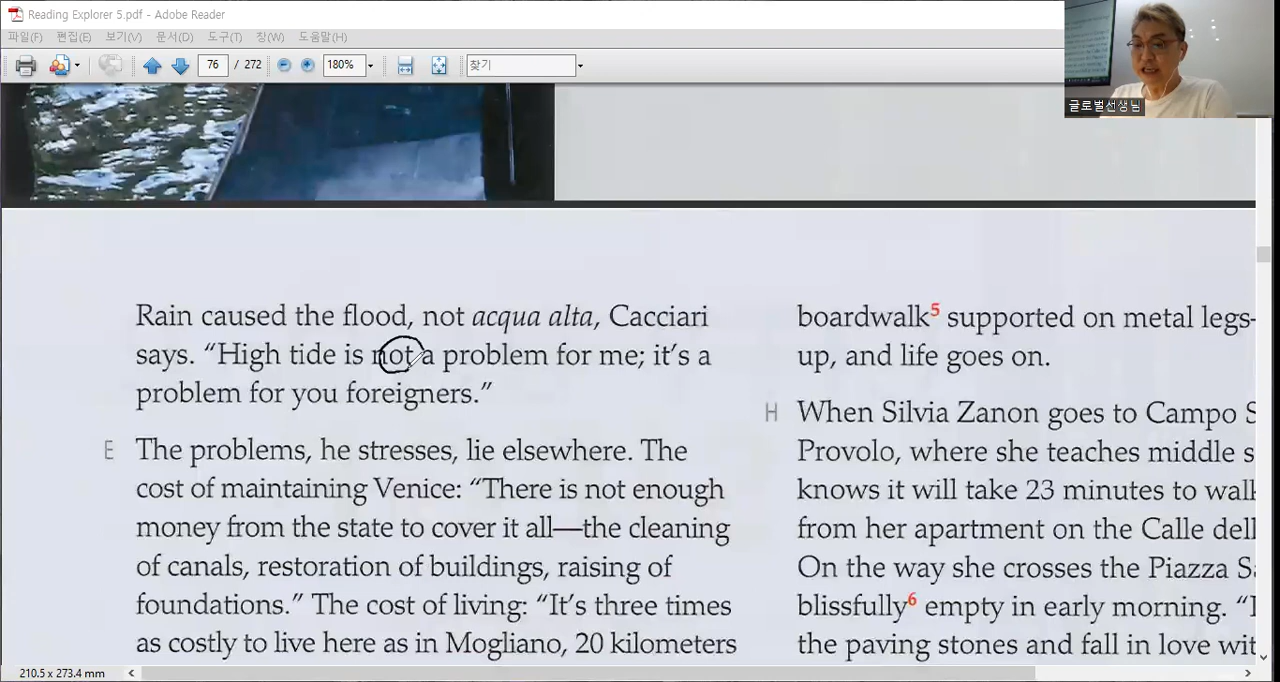 Reading Explorer 5.pdf - Adobe Reader
파일(F) 편집(E) 보기(V) 문서(D) 도구(T) 창(W) 도움말(H)
76 / 272 180% 찾기
글로벌선생님
Rain caused the flood, not acqua alta, Cacciari
says. “High tide is not a problem for me; it’s a
problem for you foreigners.”
E The problems, he stresses, lie elsewhere. The
cost of maintaining Venice: “There is not enough
money from the state to cover it all—the cleaning
of canals, restoration of buildings, raising of
foundations.” The cost of living: “It’s three times
as costly to live here as in Mogliano, 20 kilometers
boardwalk5 supported on metal legs-
up, and life goes on.
H When Silvia Zanon goes to Campo S
Provolo, where she teaches middle s
knows it will take 23 minutes to wal
from her apartment on the Calle dell
On the way she crosses the Piazza S
blissfully6 empty in early morning. “I
the paving stones and fall in love wit
210.5 x 273.4 mm